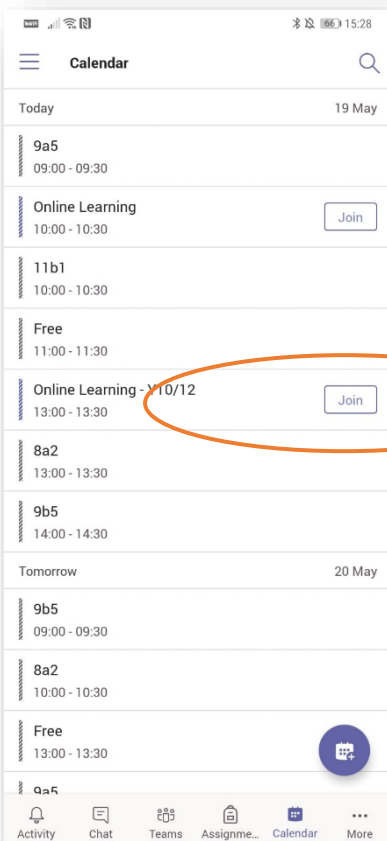 66 15:28
Calendar
Today 19 May
9a5
09:00 - 09:30
Online Learning
10:00 - 10:30
Join
11b1
10:00 - 10:30
Free
11:00 - 11:30
Online Learning - Y10/12
13:00 - 13:30
Join
8a2
13:00 - 13:30
9b5
14:00 - 14:30
Tomorrow 20 May
9b5
09:00 - 09:30
8a2
10:00 - 10:30
Free
13:00 - 13:30
9a5
Activity Chat Teams Assignme... Calendar More